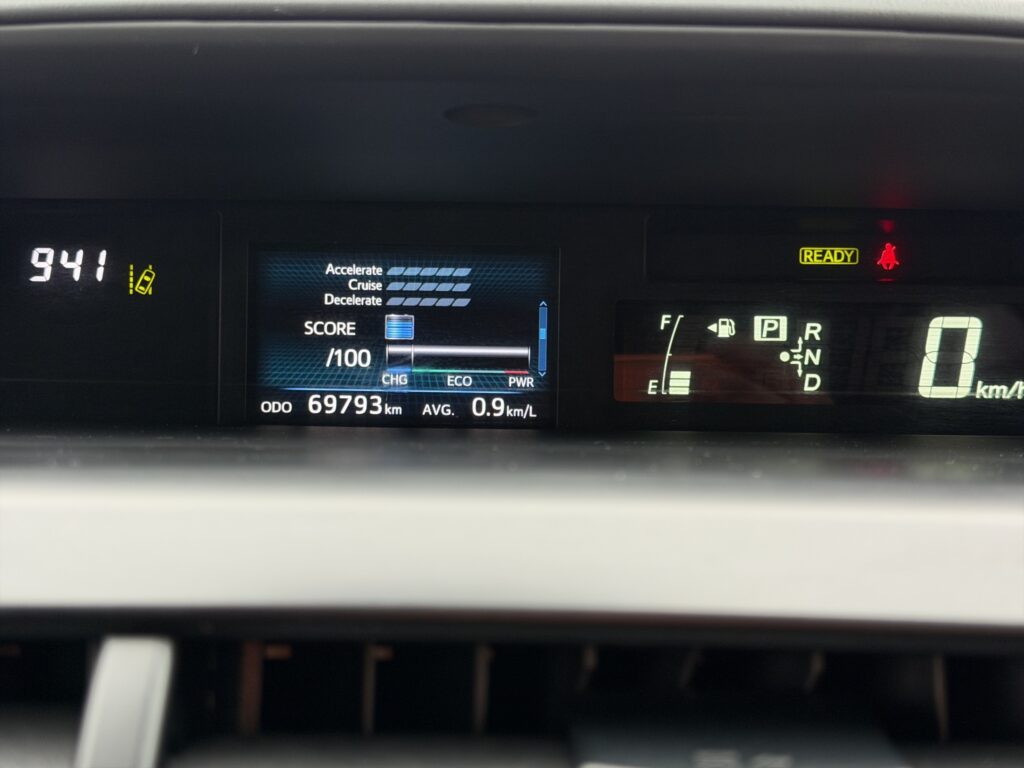 941
Accelerate
Cruise
Decelerate
SCORE
/100
CHG ECO PWR
ODO 69793km AVG. 0.9km/L
READY
F
E
P
R
N
D
0 km/h